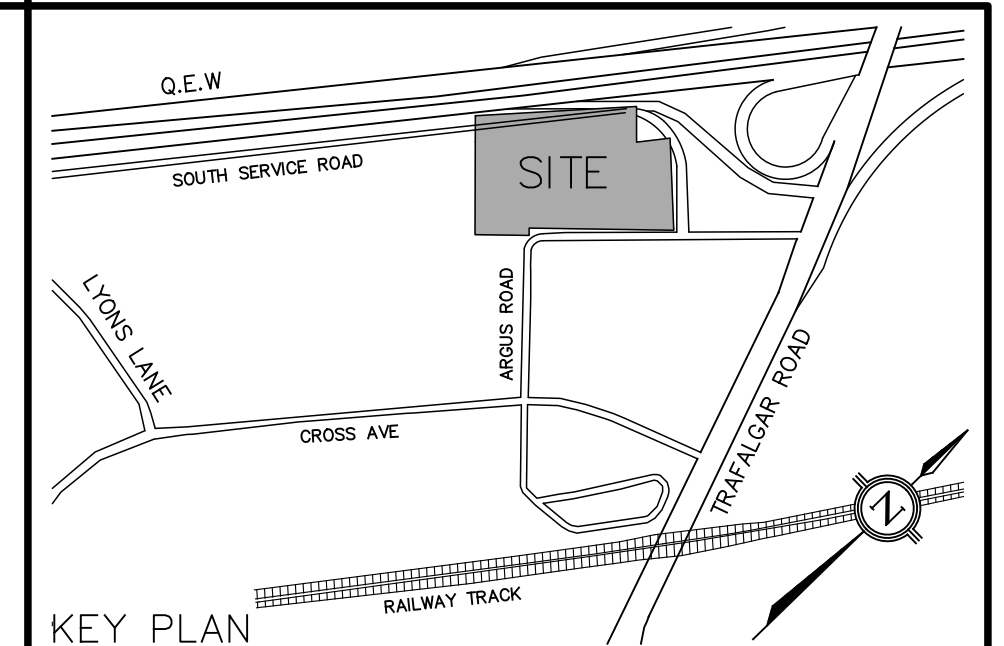 Q.E.W
SOUTH SERVICE ROAD
SITE
LYONS LANE
ARGUS ROAD
CROSS AVE
TRAFALGAR ROAD
N
RAILWAY TRACK
KEY PLAN